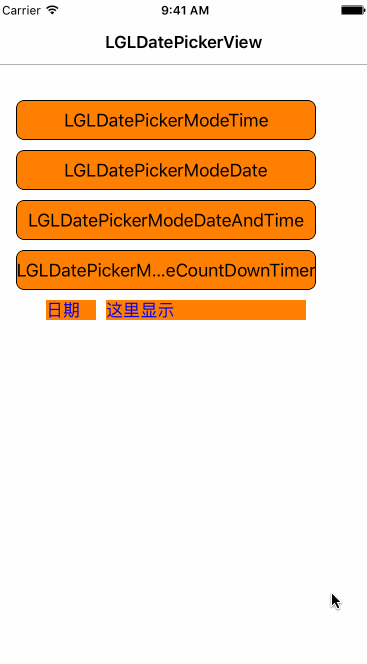 Carrier 9:41 AM
LGLDatePickerView
LGLDatePickerModeTime
LGLDatePickerModeDate
LGLDatePickerModeDateAndTime
LGLDatePickerM...eCountDownTimer
日期 这里显示